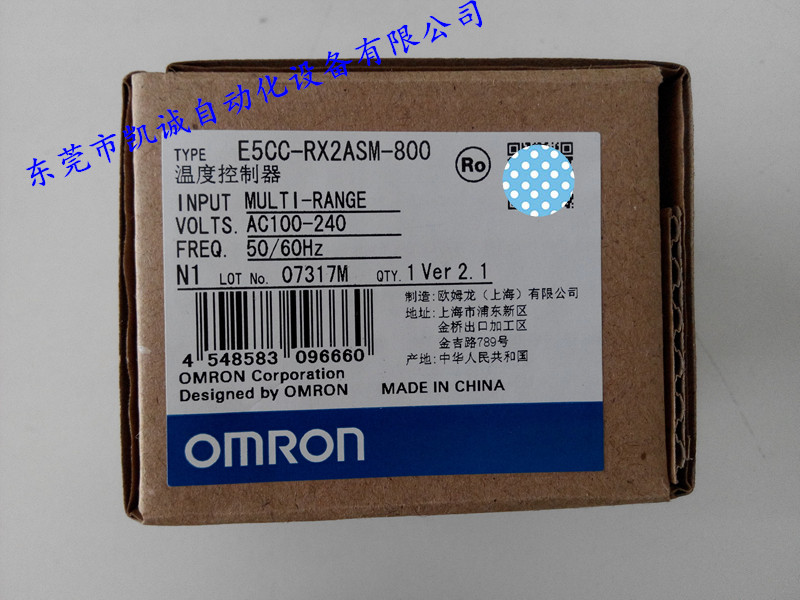 东莞市凯诚自动化设备有限公司
TYPE E5CC-RX2ASM-800
Ro
温度控制器
INPUT MULTI-RANGE
VOLTS. AC100-240
FREQ. 50/60Hz
N1 LOT No. 07317M QTY. 1 Ver 2.1
制造: 欧姆龙（上海）有限公司
地址: 上海市浦东新区
金桥出口加工区
金吉路789号
产地: 中华人民共和国
4 548583 096660
OMRON Corporation
Designed by OMRON
MADE IN CHINA
OMRON